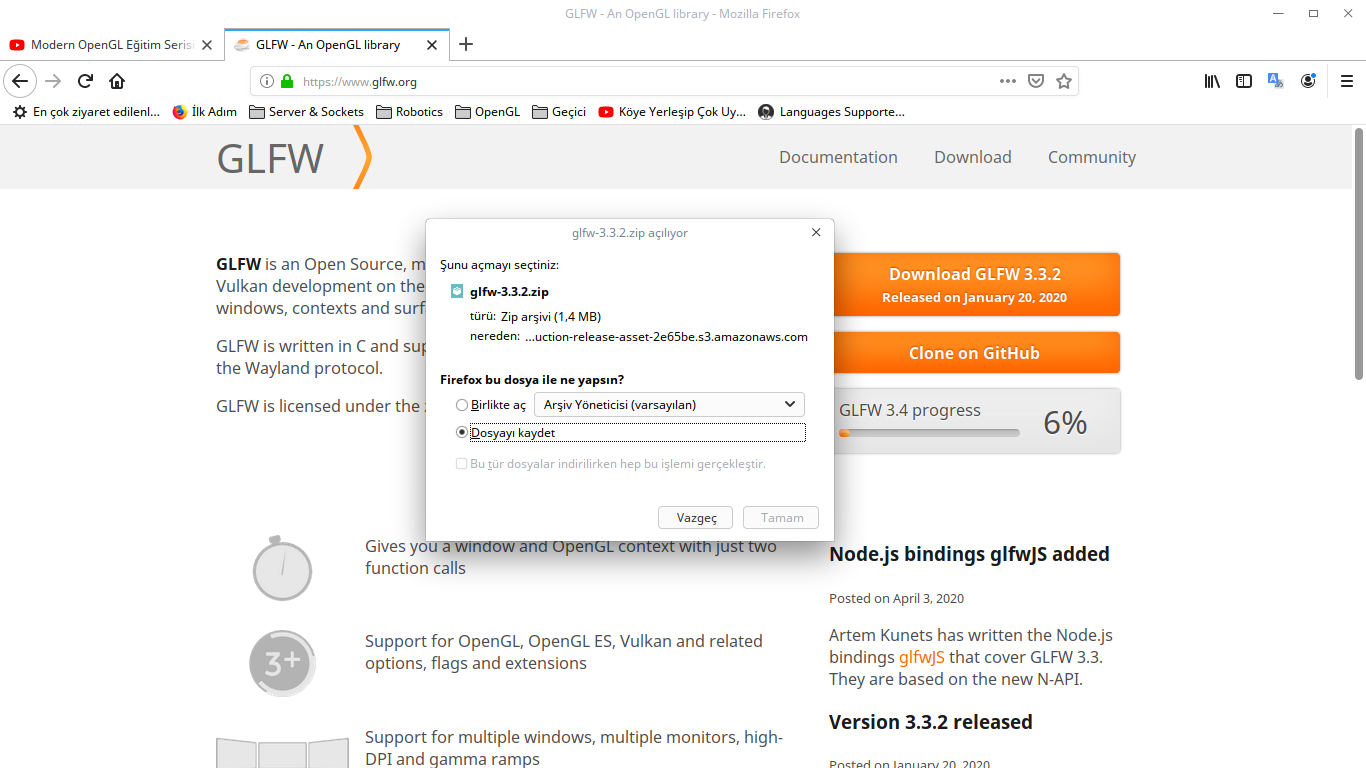 GLFW - An OpenGL library - Mozilla Firefox
Modern OpenGL Eğitim Seris
GLFW - An OpenGL library
https://www.glfw.org
En çok ziyaret edilenl...
İlk Adım
Server & Sockets
Robotics
OpenGL
Geçici
Köye Yerleşip Çok Uy...
Languages Supporte...
GLFW
Documentation
Download
Community
GLFW is an Open Source, m
Vulkan development on the
windows, contexts and surf
GLFW is written in C and sup
the Wayland protocol.
GLFW is licensed under the
glfw-3.3.2.zip açılıyor
Şunu açmayı seçtiniz:
glfw-3.3.2.zip
türü: Zip arşivi (1,4 MB)
nereden: ...uction-release-asset-2e65be.s3.amazonaws.com
Firefox bu dosya ile ne yapsın?
Birlikte aç
Arşiv Yöneticisi (varsayılan)
Dosyayı kaydet
Bu tür dosyalar indirilirken hep bu işlemi gerçekleştir.
Vazgeç
Tamam
Download GLFW 3.3.2
Released on January 20, 2020
Clone on GitHub
GLFW 3.4 progress
6%
Gives you a window and OpenGL context with just two
function calls
3+
Support for OpenGL, OpenGL ES, Vulkan and related
options, flags and extensions
Support for multiple windows, multiple monitors, high-
DPI and gamma ramps
Node.js bindings glfwJS added
Posted on April 3, 2020
Artem Kunets has written the Node.js
bindings glfwJS that cover GLFW 3.3.
They are based on the new N-API.
Version 3.3.2 released
Posted on January 20, 2020